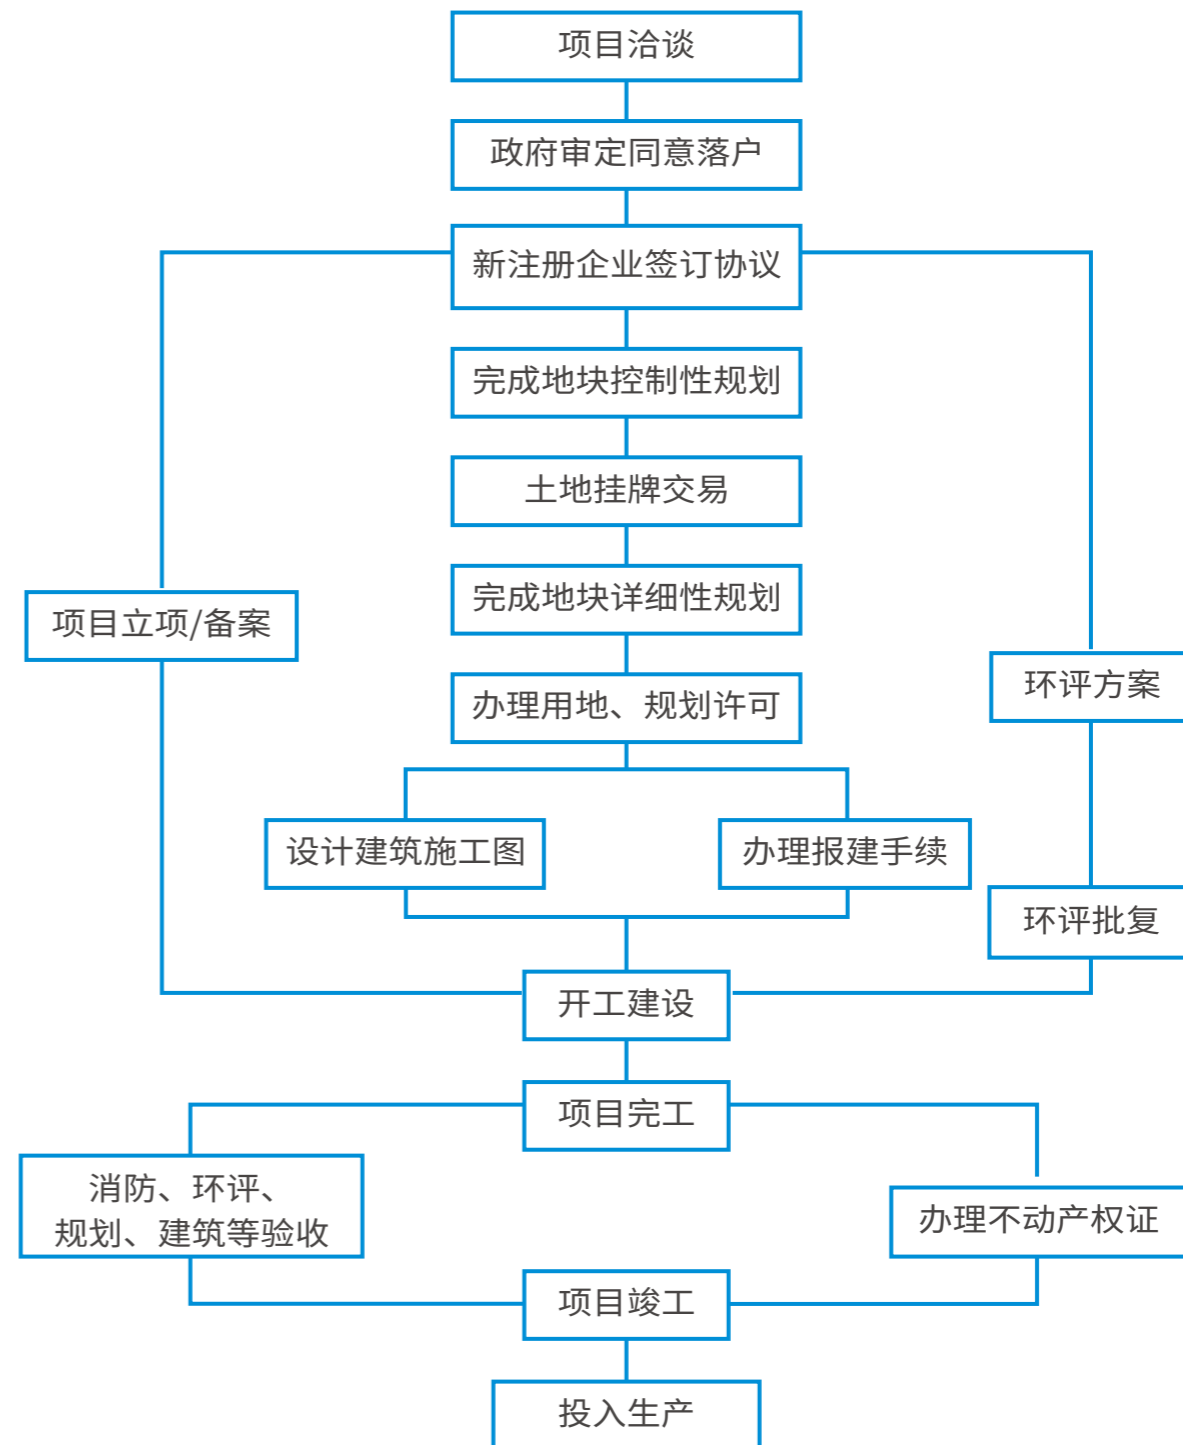 项目洽谈
政府审定同意落户
新注册企业签订协议
完成地块控制性规划
土地挂牌交易
完成地块详细性规划
项目立项/备案
环评方案
办理用地、规划许可
设计建筑施工图
办理报建手续
环评批复
开工建设
项目完工
消防、环评、
规划、建筑等验收
办理不动产权证
项目竣工
投入生产